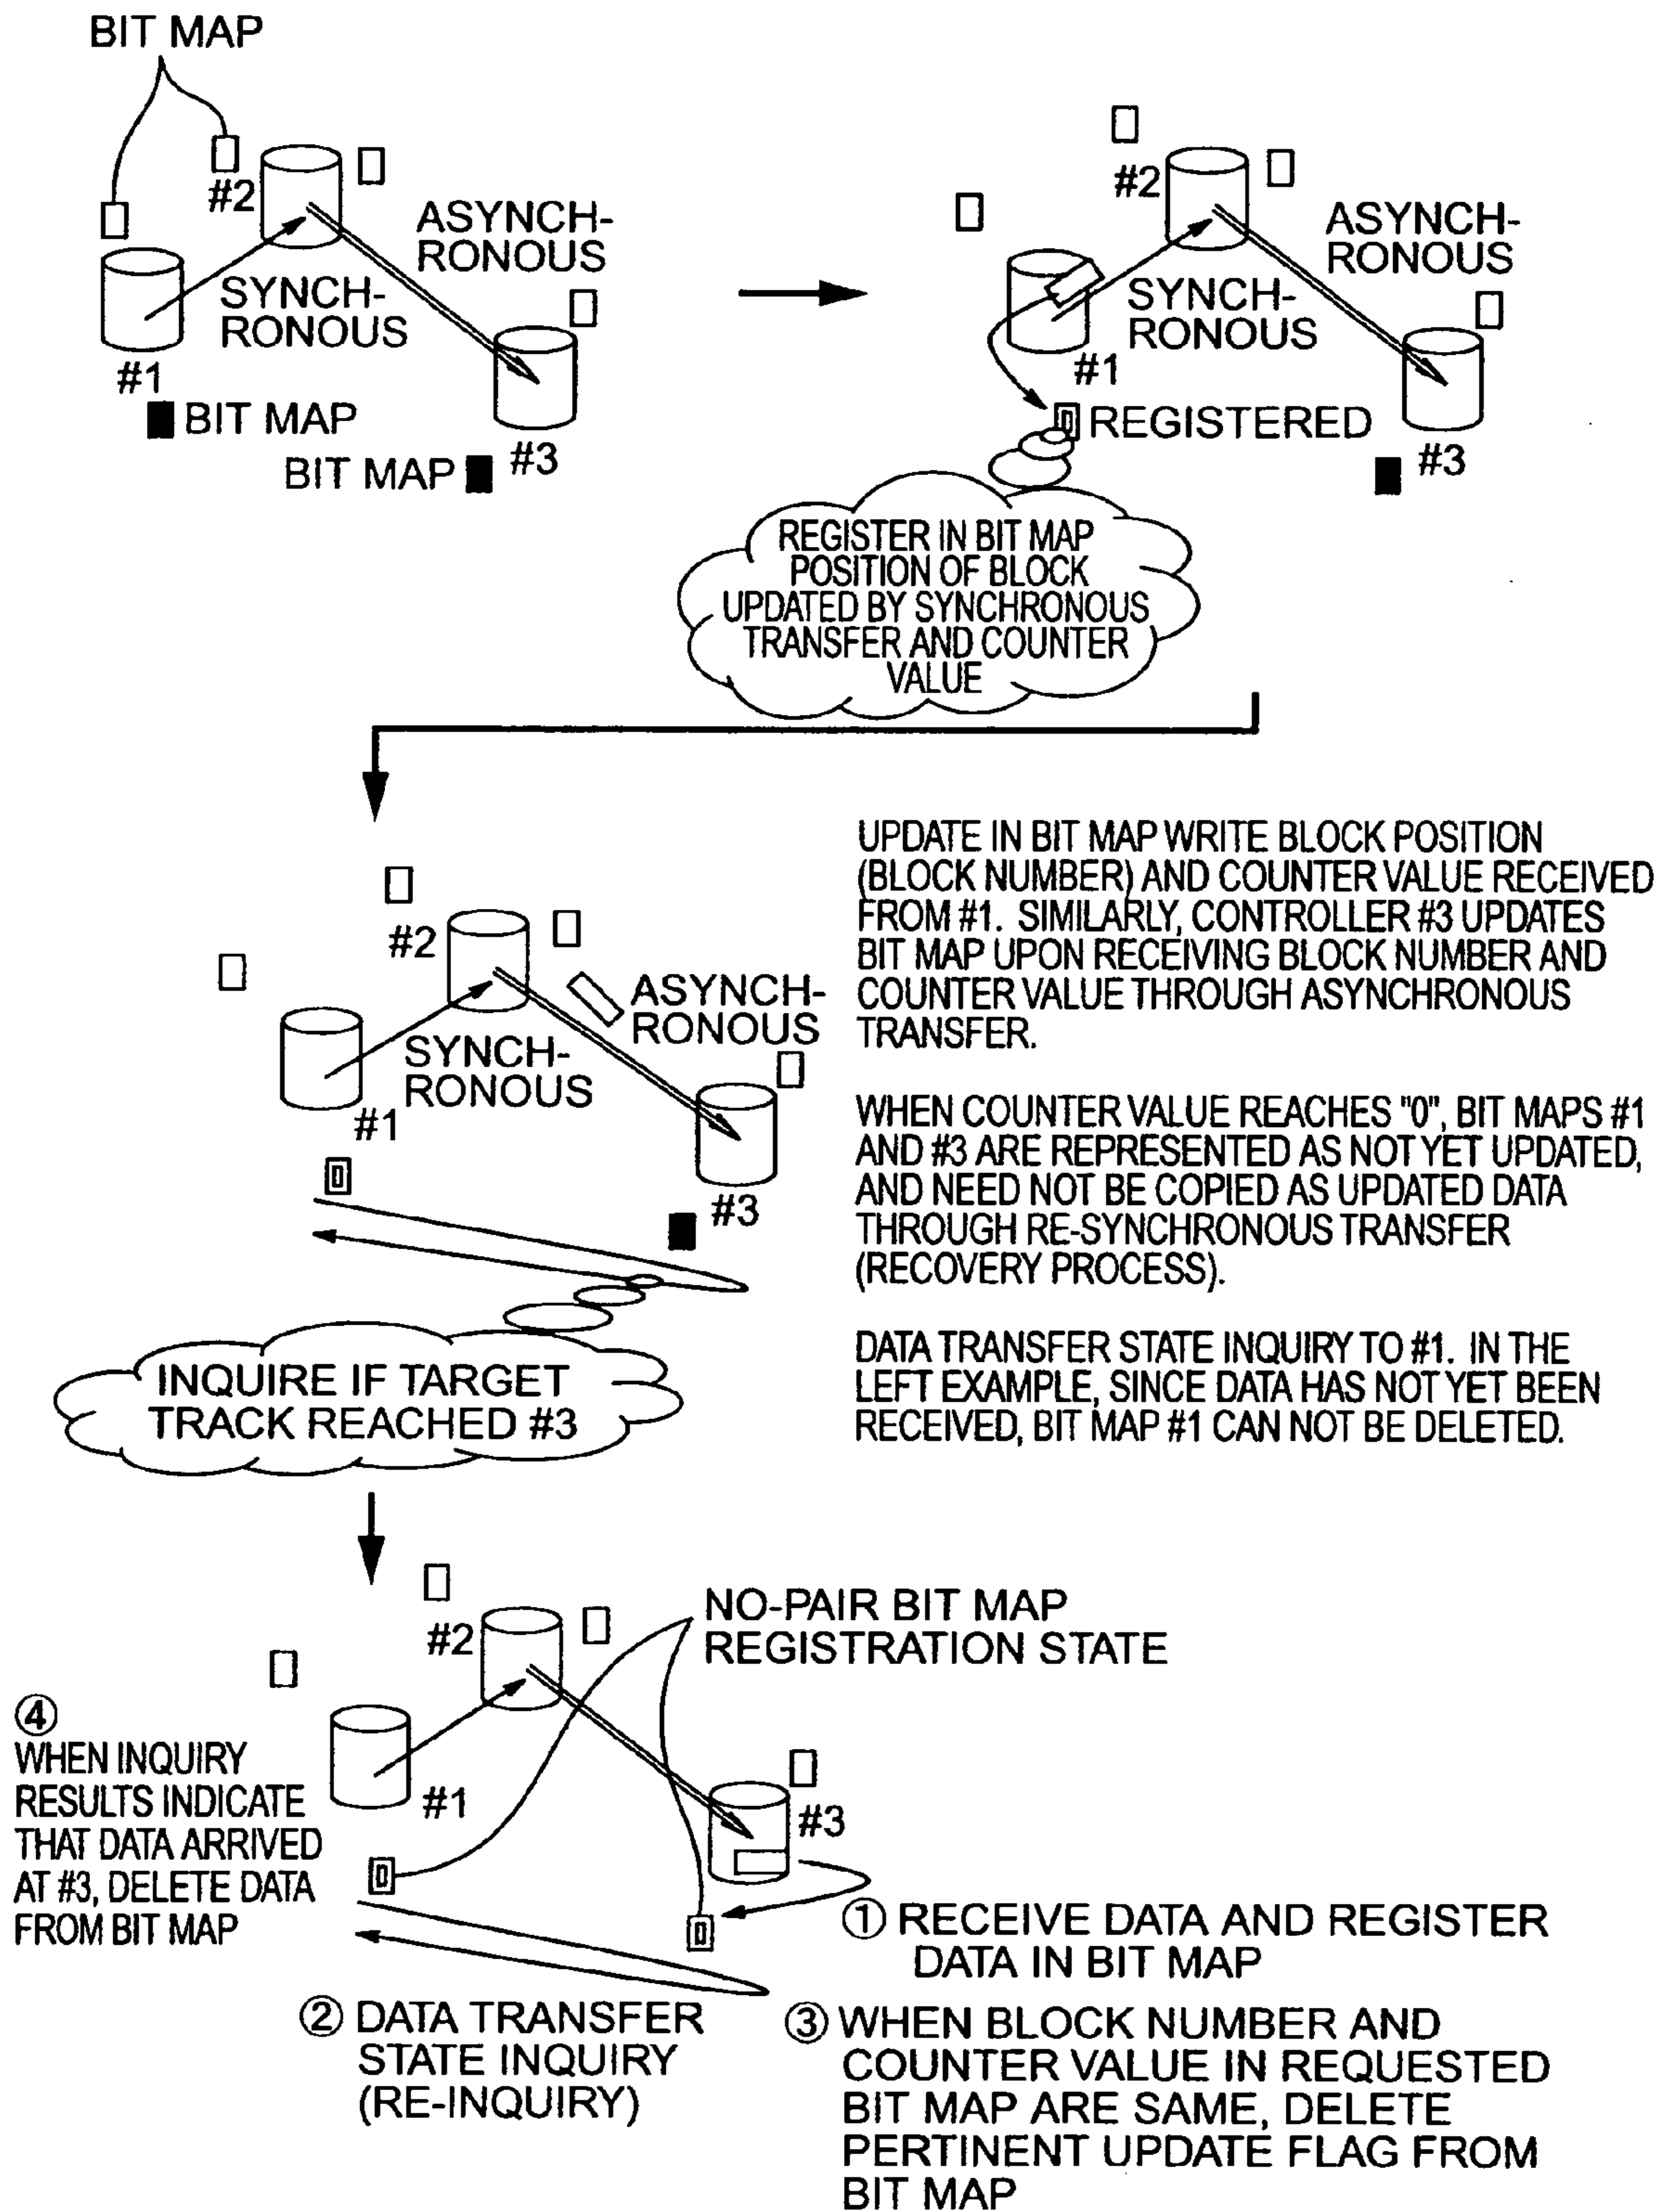 BIT MAP
#2
ASYNCH-
RONOUS
SYNCH-
RONOUS
#1
BIT MAP
BIT MAP
#3
#2
ASYNCH-
RONOUS
SYNCH-
RONOUS
#1
REGISTERED
#3
REGISTER IN BIT MAP
POSITION OF BLOCK
UPDATED BY SYNCHRONOUS
TRANSFER AND COUNTER
VALUE
#2
ASYNCH-
RONOUS
SYNCH-
RONOUS
#1
#3
INQUIRE IF TARGET
TRACK REACHED #3
UPDATE IN BIT MAP WRITE BLOCK POSITION
(BLOCK NUMBER) AND COUNTER VALUE RECEIVED
FROM #1. SIMILARLY, CONTROLLER #3 UPDATES
BIT MAP UPON RECEIVING BLOCK NUMBER AND
COUNTER VALUE THROUGH ASYNCHRONOUS
TRANSFER.
WHEN COUNTER VALUE REACHES "0", BIT MAPS #1
AND #3 ARE REPRESENTED AS NOT YET UPDATED,
AND NEED NOT BE COPIED AS UPDATED DATA
THROUGH RE-SYNCHRONOUS TRANSFER
(RECOVERY PROCESS).
DATA TRANSFER STATE INQUIRY TO #1. IN THE
LEFT EXAMPLE, SINCE DATA HAS NOT YET BEEN
RECEIVED, BIT MAP #1 CAN NOT BE DELETED.
#2
NO-PAIR BIT MAP
REGISTRATION STATE
#1
#3
④
WHEN INQUIRY
RESULTS INDICATE
THAT DATA ARRIVED
AT #3, DELETE DATA
FROM BIT MAP
① RECEIVE DATA AND REGISTER
DATA IN BIT MAP
② DATA TRANSFER
STATE INQUIRY
(RE-INQUIRY)
③ WHEN BLOCK NUMBER AND
COUNTER VALUE IN REQUESTED
BIT MAP ARE SAME, DELETE
PERTINENT UPDATE FLAG FROM
BIT MAP